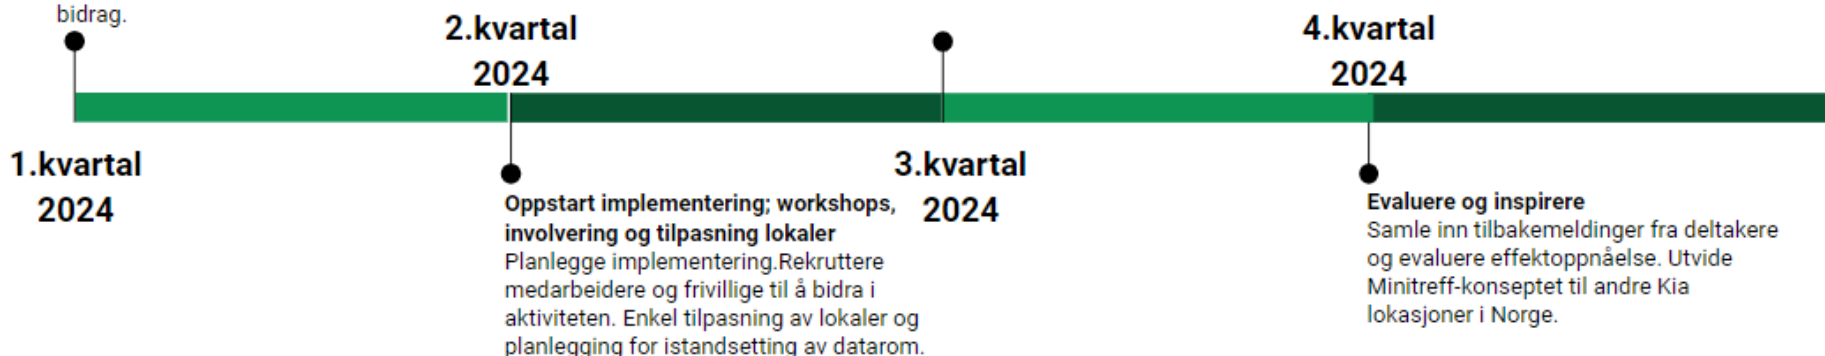 bidrag.
2.kvartal
2024
4.kvartal
2024
1.kvartal
2024
3.kvartal
2024
Oppstart implementering; workshops,
involvering og tilpasning lokaler
Planlegge implementering.Rekruttere
medarbeidere og frivillige til å bidra i
aktiviteten. Enkel tilpasning av lokaler og
planlegging for istandsetting av datarom.
Evaluere og inspirere
Samle inn tilbakemeldinger fra deltakere
og evaluere effektoppnåelse. Utvide
Minitreff-konseptet til andre Kia
lokasjoner i Norge.